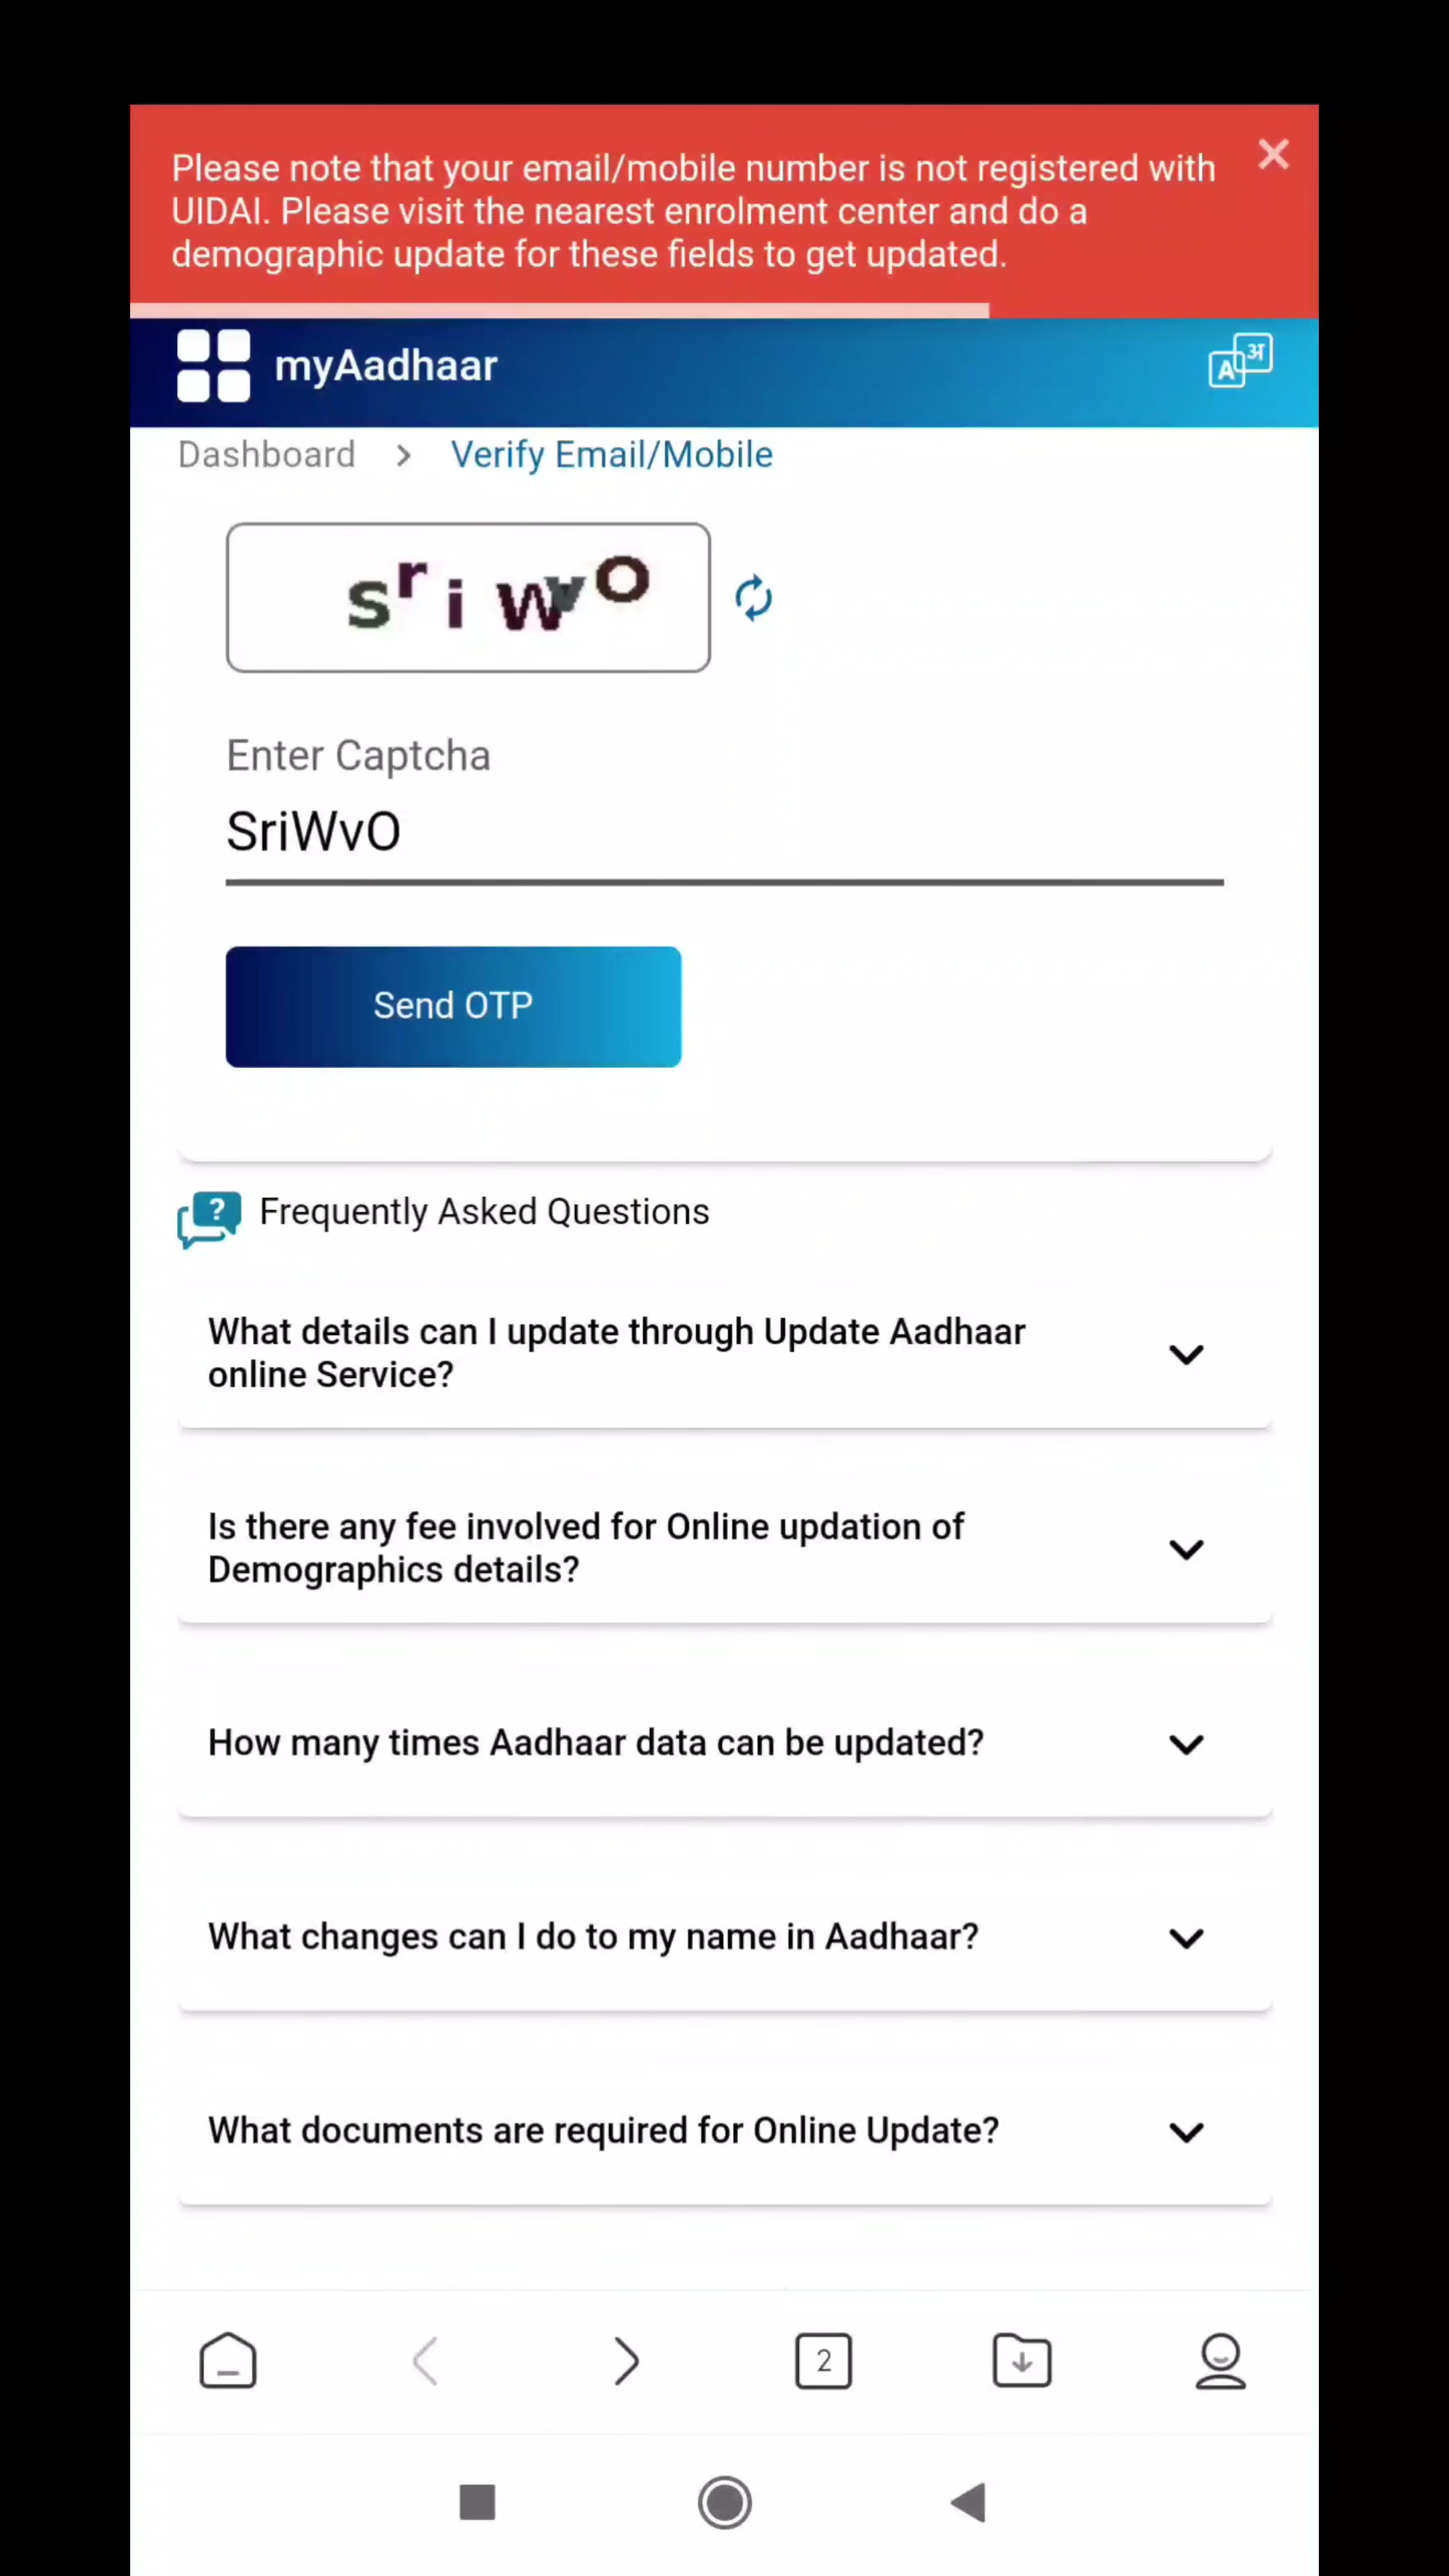 Please note that your email/mobile number is not registered with
UIDAI. Please visit the nearest enrolment center and do a
demographic update for these fields to get updated.
myAadhaar
A अ
Dashboard > Verify Email/Mobile
sriwvo
Enter Captcha
SriWvO
Send OTP
? Frequently Asked Questions
What details can I update through Update Aadhaar
online Service?
Is there any fee involved for Online updation of
Demographics details?
How many times Aadhaar data can be updated?
What changes can I do to my name in Aadhaar?
What documents are required for Online Update?
2